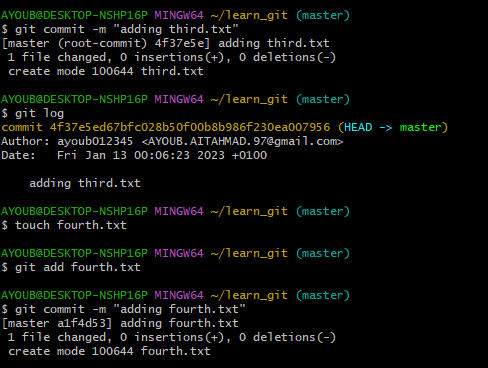 AYOUB@DESKTOP-NSHP16P MINGW64 ~/learn_git (master)
$ git commit -m "adding third.txt"
[master (root-commit) 4f37e5e] adding third.txt
 1 file changed, 0 insertions(+), 0 deletions(-)
 create mode 100644 third.txt

AYOUB@DESKTOP-NSHP16P MINGW64 ~/learn_git (master)
$ git log
commit 4f37e5ed67bfc028b50f00b8b986f230ea007956 (HEAD -> master)
Author: ayoub012345 <AYOUB.AITAHMAD.97@gmail.com>
Date:   Fri Jan 13 00:06:23 2023 +0100

    adding third.txt

AYOUB@DESKTOP-NSHP16P MINGW64 ~/learn_git (master)
$ touch fourth.txt

AYOUB@DESKTOP-NSHP16P MINGW64 ~/learn_git (master)
$ git add fourth.txt

AYOUB@DESKTOP-NSHP16P MINGW64 ~/learn_git (master)
$ git commit -m "adding fourth.txt"
[master a1f4d53] adding fourth.txt
 1 file changed, 0 insertions(+), 0 deletions(-)
 create mode 100644 fourth.txt